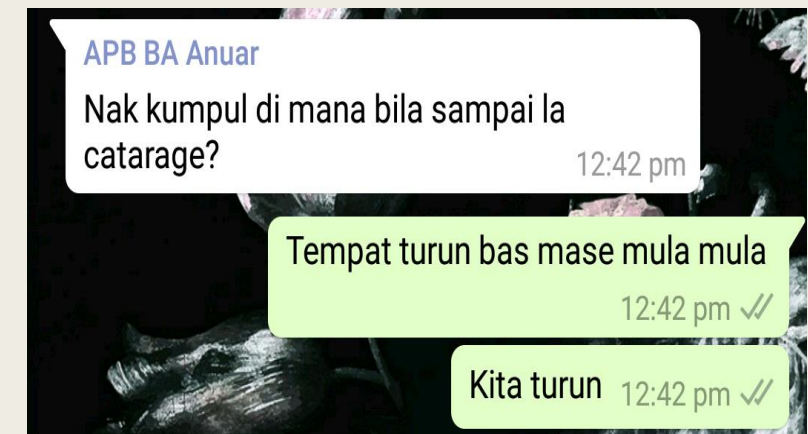 APB BA Anuar
Nak kumpul di mana bila sampai la
catarage?
12:42 pm
Tempat turun bas mase mula mula
12:42 pm
Kita turun 12:42 pm